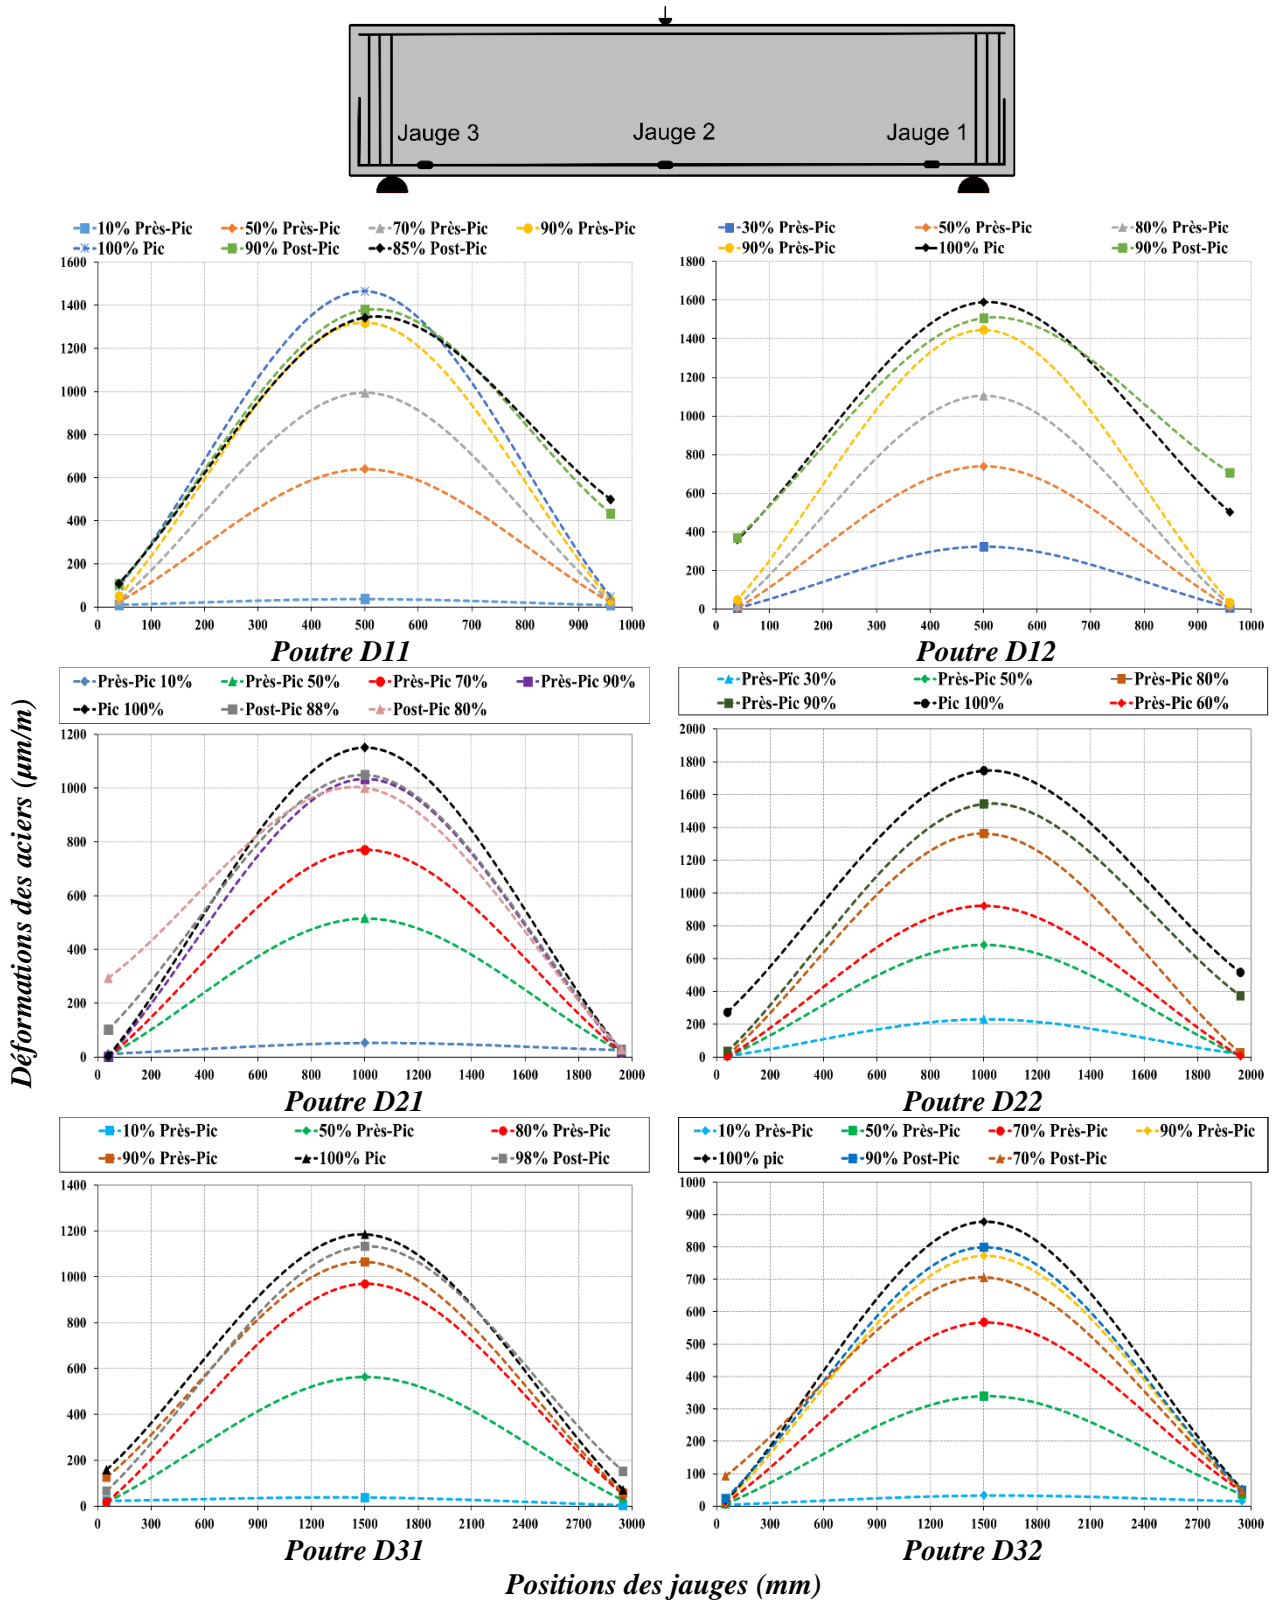 Jauge 3 Jauge 2 Jauge 1
10% Près-Pic 50% Près-Pic 70% Près-Pic 90% Près-Pic
100% Pic 90% Post-Pic 85% Post-Pic
1600
1400
1200
1000
800
600
400
200
0
0 100 200 300 400 500 600 700 800 900 1000
Poutre D11
30% Près-Pic 50% Près-Pic 80% Près-Pic
90% Près-Pic 100% Pic 90% Post-Pic
1800
1600
1400
1200
1000
800
600
400
200
0
0 100 200 300 400 500 600 700 800 900 1000
Poutre D12
Déformations des aciers (µm/m)
Près-Pic 10% Près-Pic 50% Près-Pic 70% Près-Pic 90%
Pic 100% Post-Pic 88% Post-Pic 80%
1200
1000
800
600
400
200
0
0 200 400 600 800 1000 1200 1400 1600 1800 2000
Poutre D21
Près-Pic 30% Près-Pic 50% Près-Pic 80%
Près-Pic 90% Pic 100% Près-Pic 60%
2000
1800
1600
1400
1200
1000
800
600
400
200
0
0 200 400 600 800 1000 1200 1400 1600 1800 2000
Poutre D22
10% Près-Pic 50% Près-Pic 80% Près-Pic
90% Près-Pic 100% Pic 98% Post-Pic
1400
1200
1000
800
600
400
200
0
0 300 600 900 1200 1500 1800 2100 2400 2700 3000
Poutre D31
10% Près-Pic 50% Près-Pic 70% Près-Pic 90% Près-Pic
100% pic 90% Post-Pic 70% Post-Pic
1000
900
800
700
600
500
400
300
200
100
0
0 300 600 900 1200 1500 1800 2100 2400 2700 3000
Poutre D32
Positions des jauges (mm)